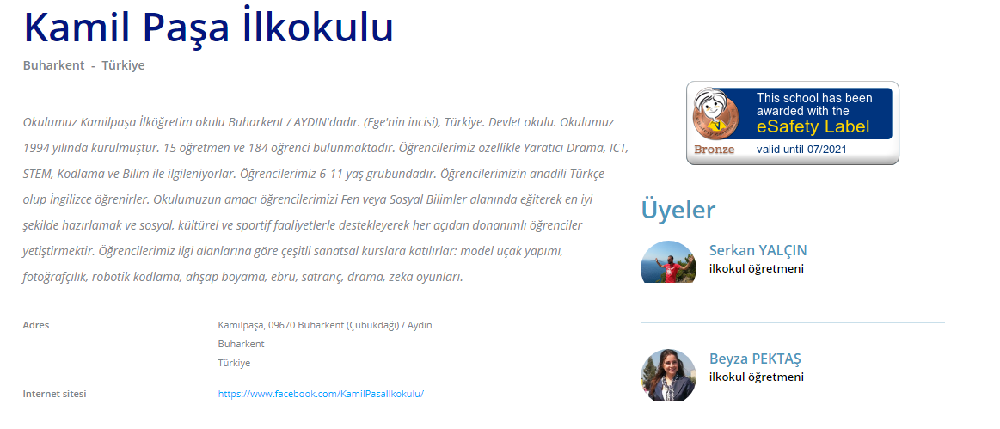 Kamil Paşa İlkokulu
Buharkent - Türkiye
Okulumuz Kamilpaşa İlköğretim okulu Buharkent / AYDIN'dadır. (Ege'nin incisi), Türkiye. Devlet okulu. Okulumuz
1994 yılında kurulmuştur. 15 öğretmen ve 184 öğrenci bulunmaktadır. Öğrencilerimiz özellikle Yaratıcı Drama, ICT,
STEM, Kodlama ve Bilim ile ilgileniyorlar. Öğrencilerimiz 6-11 yaş grubundadır. Öğrencilerimizin anadili Türkçe
olup İngilizce öğrenirler. Okulumuzun amacı öğrencilerimizi Fen veya Sosyal Bilimler alanında eğiterek en iyi
şekilde hazırlamak ve sosyal, kültürel ve sportif faaliyetlerle destekleyerek her açıdan donanımlı öğrenciler
yetiştirmektir. Öğrencilerimiz ilgi alanlarına göre çeşitli sanatsal kurslara katılırlar: model uçak yapımı,
fotoğrafçılık, robotik kodlama, ahşap boyama, ebru, satranç, drama, zeka oyunları.
Adres
Kamilpaşa, 09670 Buharkent (Çubukdağı) / Aydın
Buharkent
Türkiye
İnternet sitesi
https://www.facebook.com/KamilPasaIlkokulu/
This school has been
awarded with the
eSafety Label
Bronze
valid until 07/2021
Üyeler
Serkan YALÇIN
ilkokul öğretmeni
Beyza PEKTAŞ
ilkokul öğretmeni